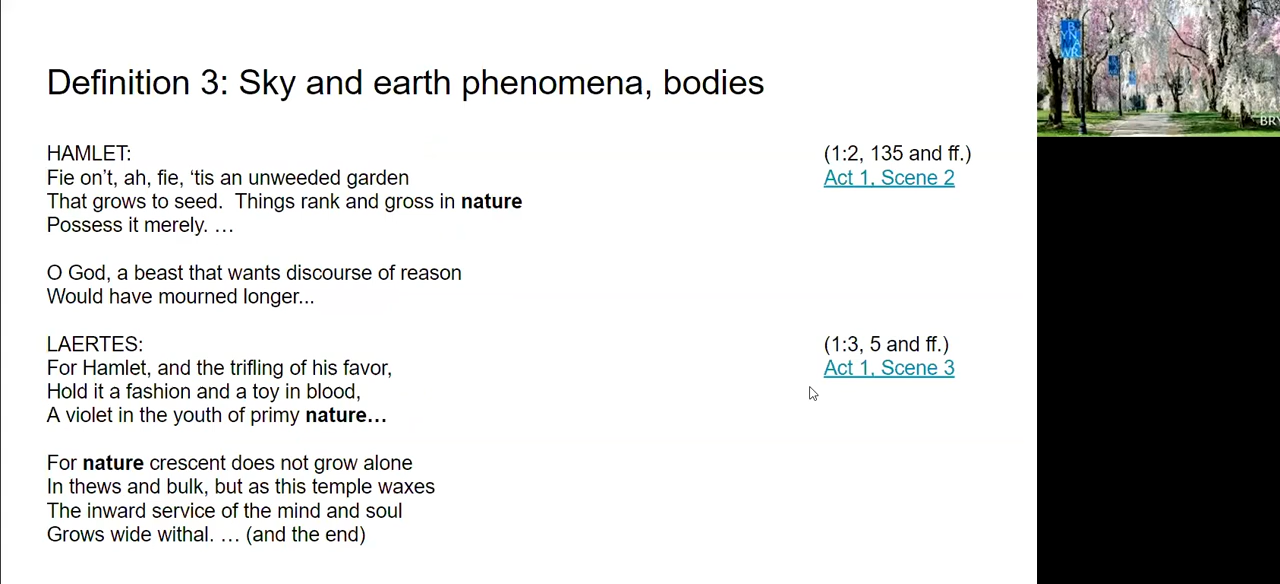 Definition 3: Sky and earth phenomena, bodies
HAMLET:
Fie on’t, ah, fie, ‘tis an unweeded garden
That grows to seed.  Things rank and gross in nature
Possess it merely. …
O God, a beast that wants discourse of reason
Would have mourned longer...
LAERTES:
For Hamlet, and the trifling of his favor,
Hold it a fashion and a toy in blood,
A violet in the youth of primy nature…
For nature crescent does not grow alone
In thews and bulk, but as this temple waxes
The inward service of the mind and soul
Grows wide withal. … (and the end)
(1:2, 135 and ff.)
Act 1, Scene 2
(1:3, 5 and ff.)
Act 1, Scene 3
B
YN
MA
WR
BRY